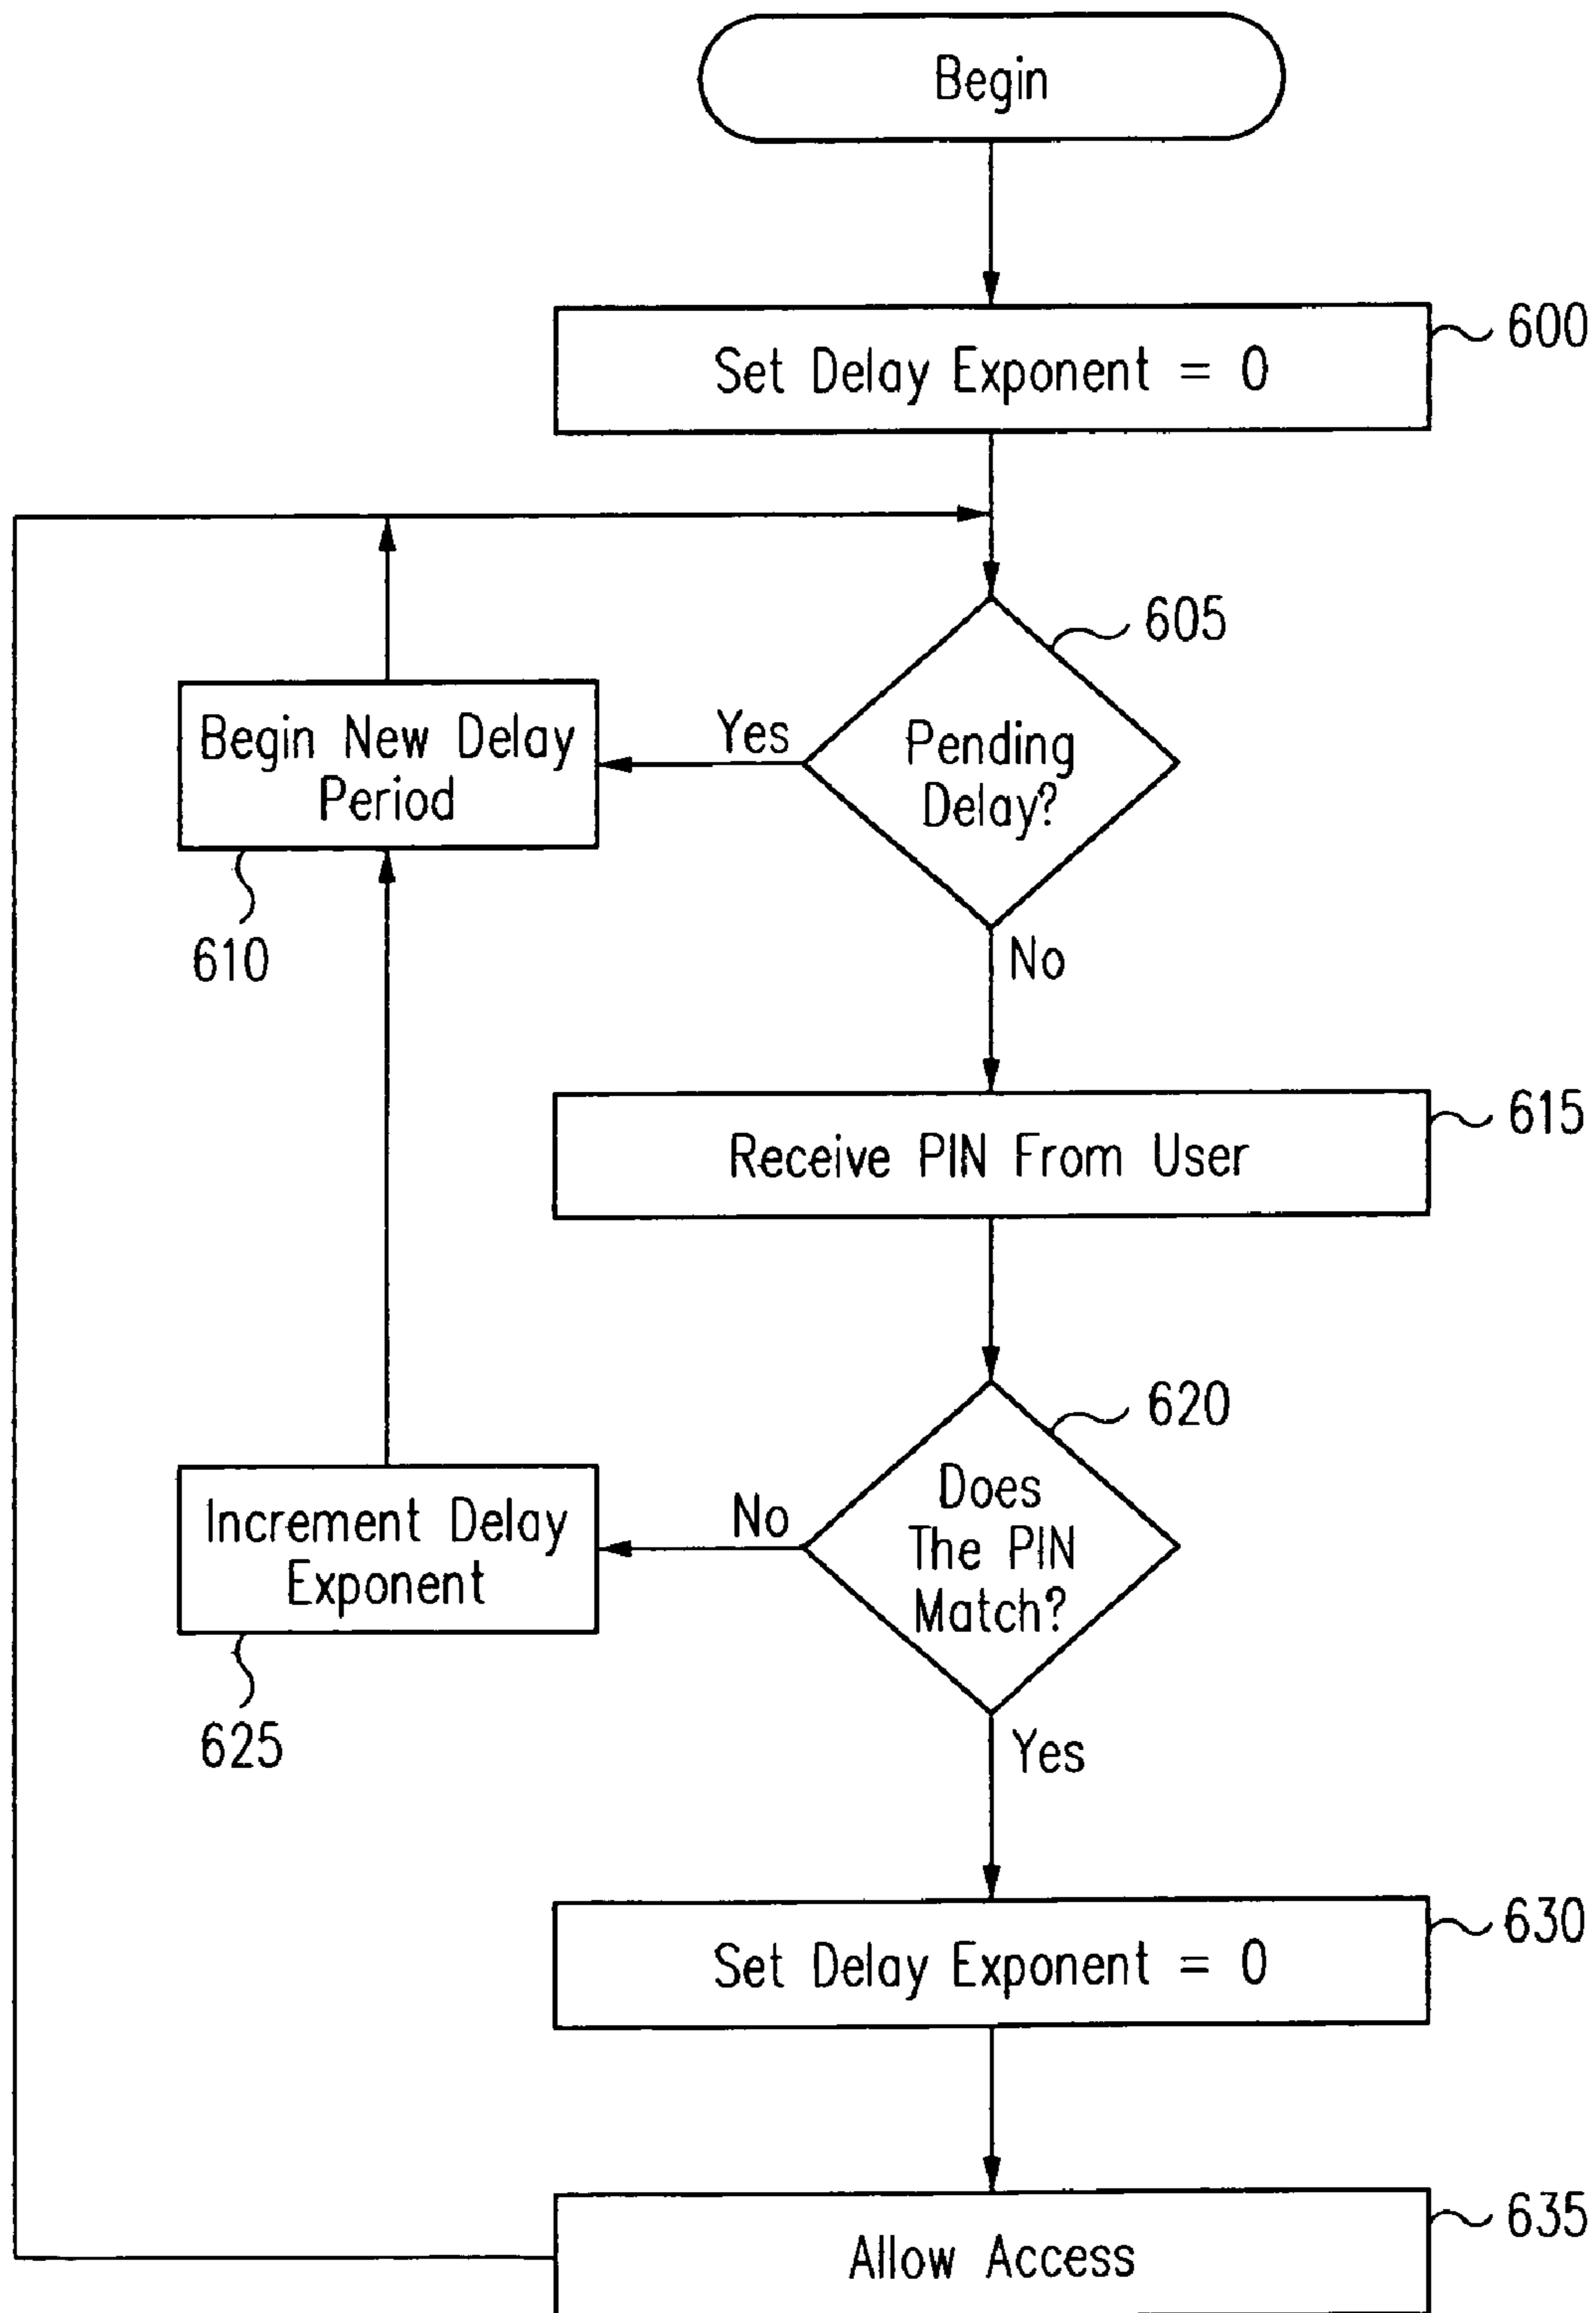 Begin
Set Delay Exponent = 0
600
605
Pending
Delay?
Yes
Begin New Delay
Period
610
No
Receive PIN From User
615
620
Does
The PIN
Match?
No
Increment Delay
Exponent
625
Yes
Set Delay Exponent = 0
630
Allow Access
635